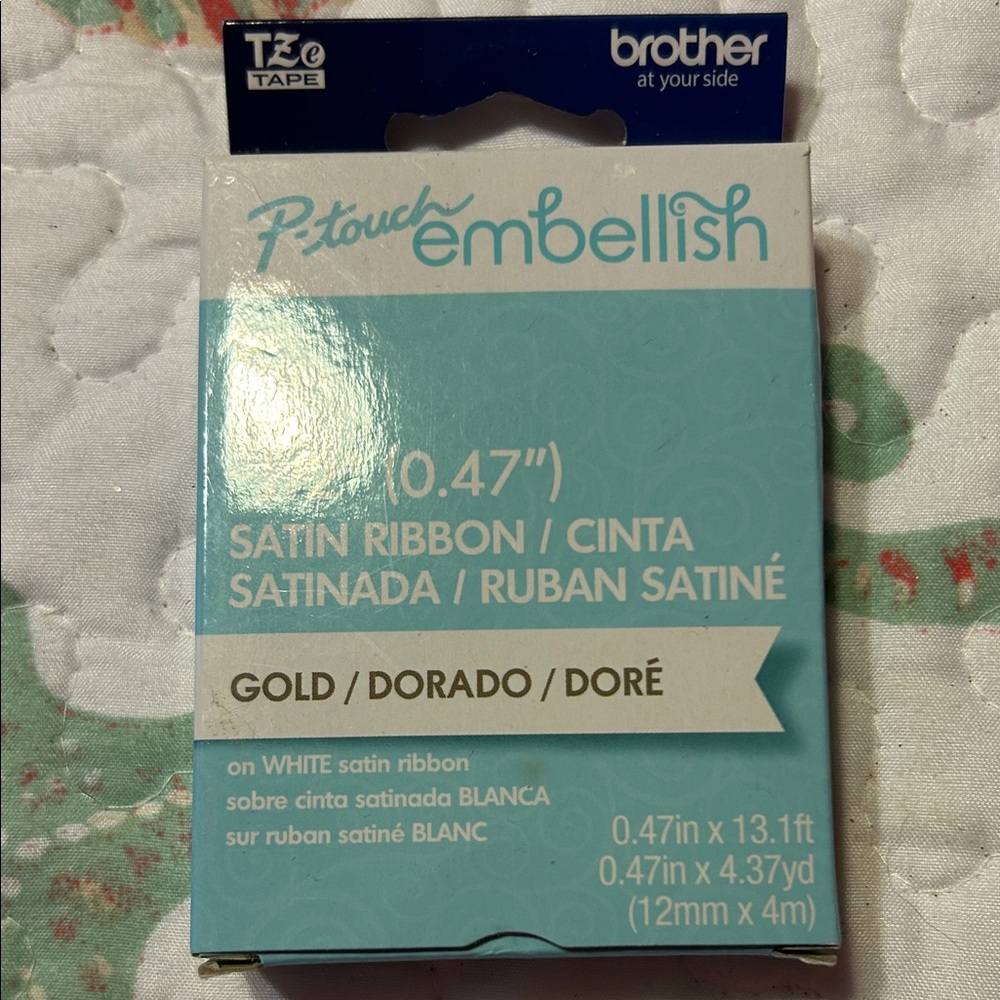 TZe
TAPE
brother
at your side
P-touch embellish
(0.47")
SATIN RIBBON / CINTA
SATINADA / RUBAN SATINÉ
GOLD / DORADO / DORÉ
on WHITE satin ribbon
sobre cinta satinada BLANCA
sur ruban satiné BLANC
0.47in x 13.1ft
0.47in x 4.37yd
(12mm x 4m)